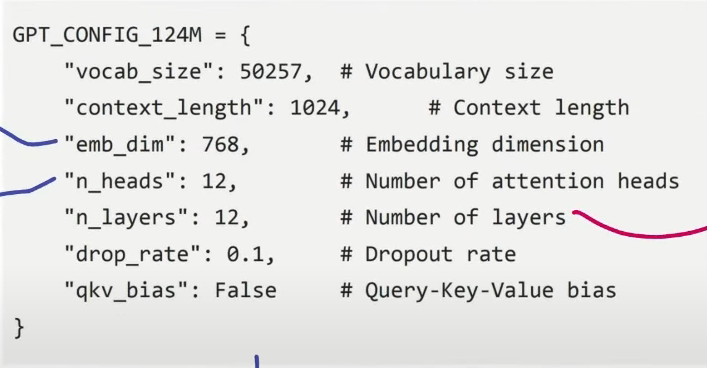 GPT_CONFIG_124M = {
    "vocab_size": 50257,  # Vocabulary size
    "context_length": 1024,      # Context length
    "emb_dim": 768,         # Embedding dimension
    "n_heads": 12,          # Number of attention heads
    "n_layers": 12,         # Number of layers
    "drop_rate": 0.1,       # Dropout rate
    "qkv_bias": False      # Query-Key-Value bias
}